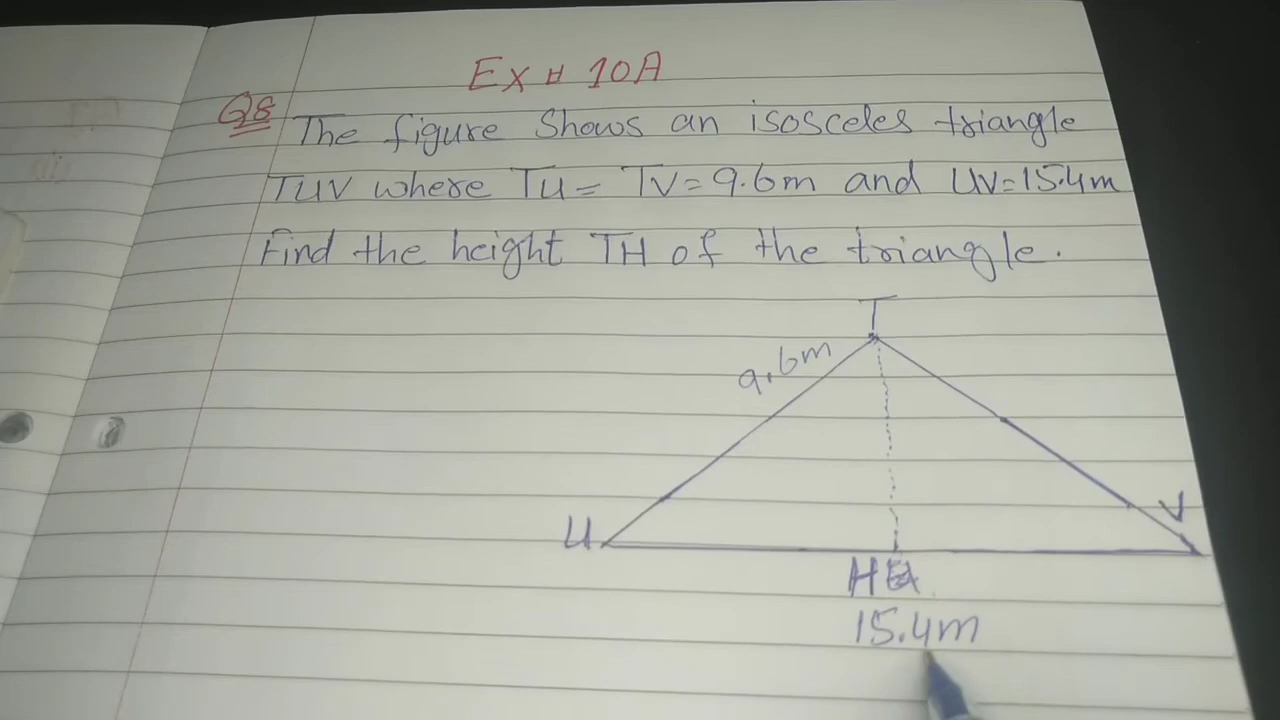 Ex # 10A
Q8
The figure Shows an isosceles triangle
TUV where TU = TV = 9.6m and UV=15.4m
Find the height TH of the triangle.
T
9.6m
U
V
H
15.4m